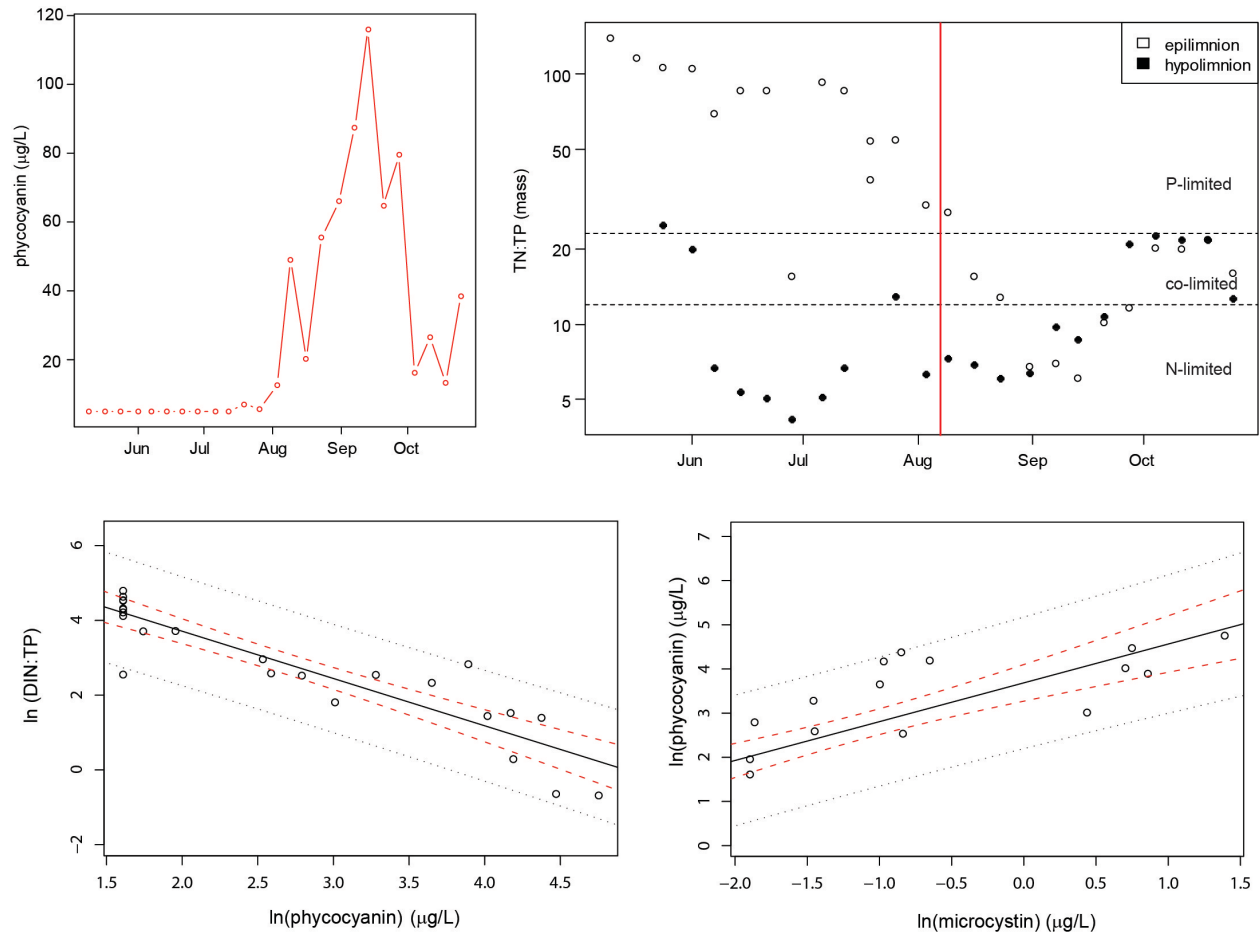 120
100
80
60
40
20
phycocyanin (μg/L)
Jun Jul Aug Sep Oct
epilimnion
hypolimnion
100
50
20
10
5
TN:TP (mass)
P-limited
co-limited
N-limited
Jun Jul Aug Sep Oct
6
4
2
0
−2
ln (DIN:TP)
1.5 2.0 2.5 3.0 3.5 4.0 4.5
ln(phycocyanin) (μg/L)
7
6
5
4
3
2
1
0
ln(phycocyanin) (μg/L)
−2.0 −1.5 −1.0 −0.5 0.0 0.5 1.0 1.5
ln(microcystin) (μg/L)